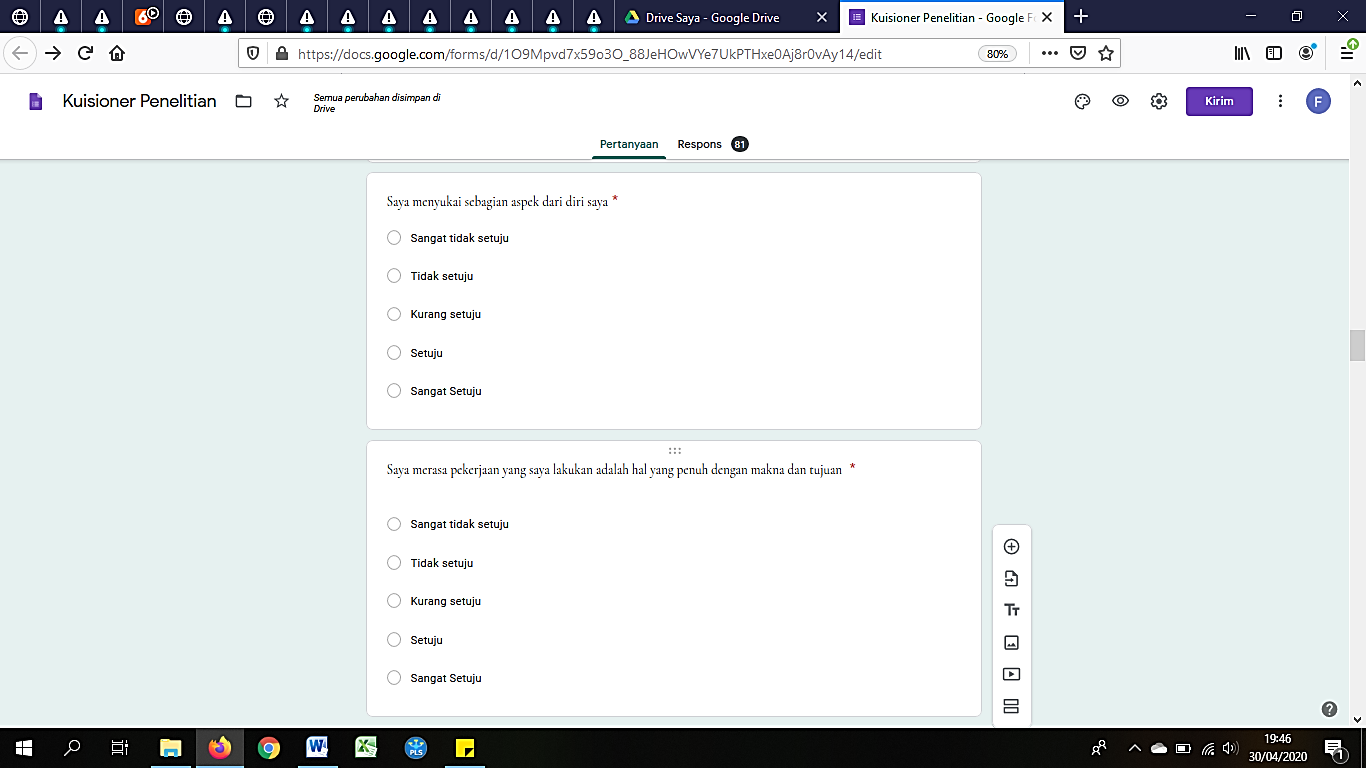 Drive Saya - Google Drive
Kuisioner Penelitian - Google F
https://docs.google.com/forms/d/1O9Mpvd7x59o3O_88JeHOwVYe7UkPTHxe0Aj8r0vAy14/edit
80%
Kuisioner Penelitian
Semua perubahan disimpan di
Drive
Kirim
F
Pertanyaan
Respons 81
Saya menyukai sebagian aspek dari diri saya *
Sangat tidak setuju
Tidak setuju
Kurang setuju
Setuju
Sangat Setuju
Saya merasa pekerjaan yang saya lakukan adalah hal yang penuh dengan makna dan tujuan *
Sangat tidak setuju
Tidak setuju
Kurang setuju
Setuju
Sangat Setuju
Tт
PLS
19:46
30/04/2020
1